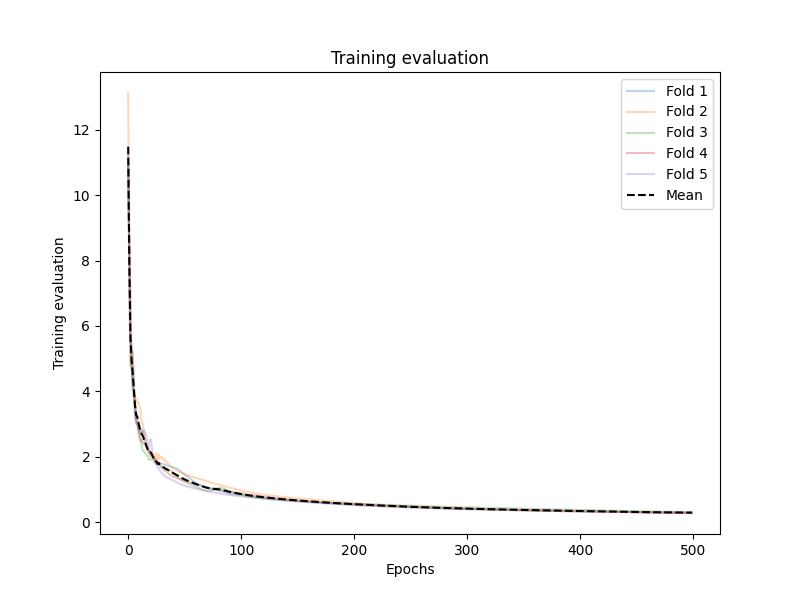 Training evaluation
Fold 1
Fold 2
Fold 3
Fold 4
Fold 5
Mean
Training evaluation
12
10
8
6
4
2
0
0 100 200 300 400 500
Epochs